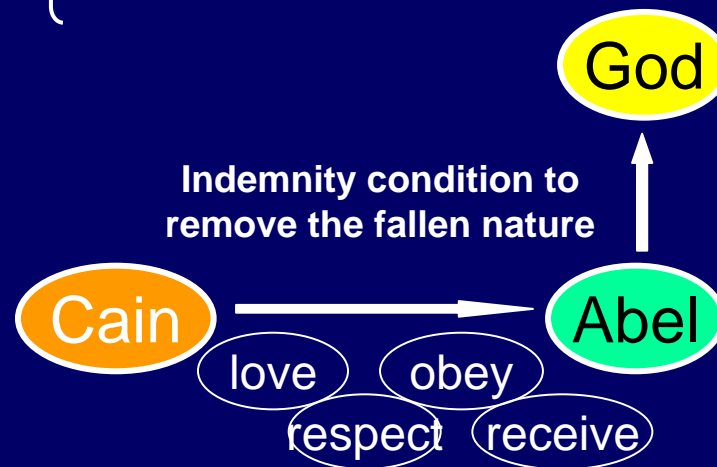 God
Indemnity condition to
remove the fallen nature
Cain
Abel
love
obey
respect
receive